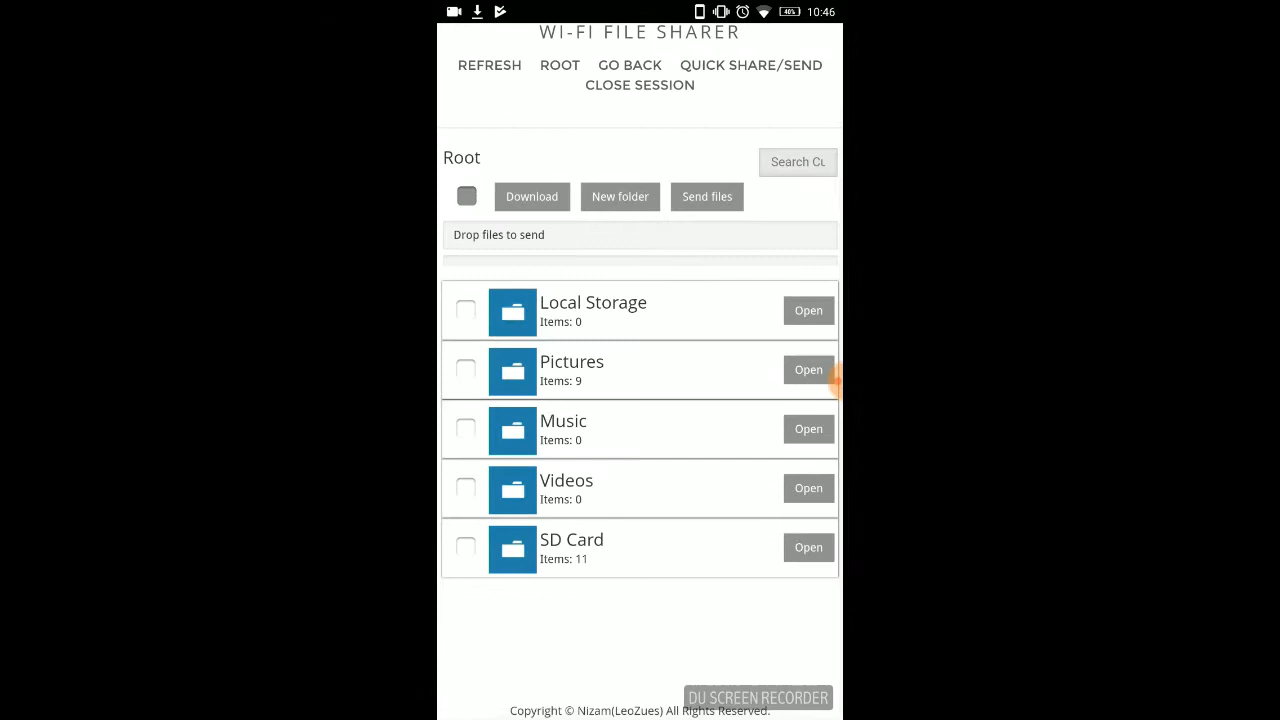 40% 10:46
WI-FI FILE SHARER
REFRESH ROOT GO BACK QUICK SHARE/SEND
CLOSE SESSION
Root
Search Cu
Download New folder Send files
Drop files to send
Local Storage
Items: 0
Open
Pictures
Items: 9
Open
Music
Items: 0
Open
Videos
Items: 0
Open
SD Card
Items: 11
Open
DU SCREEN RECORDER
Copyright © Nizam(LeoZues) All Rights Reserved.